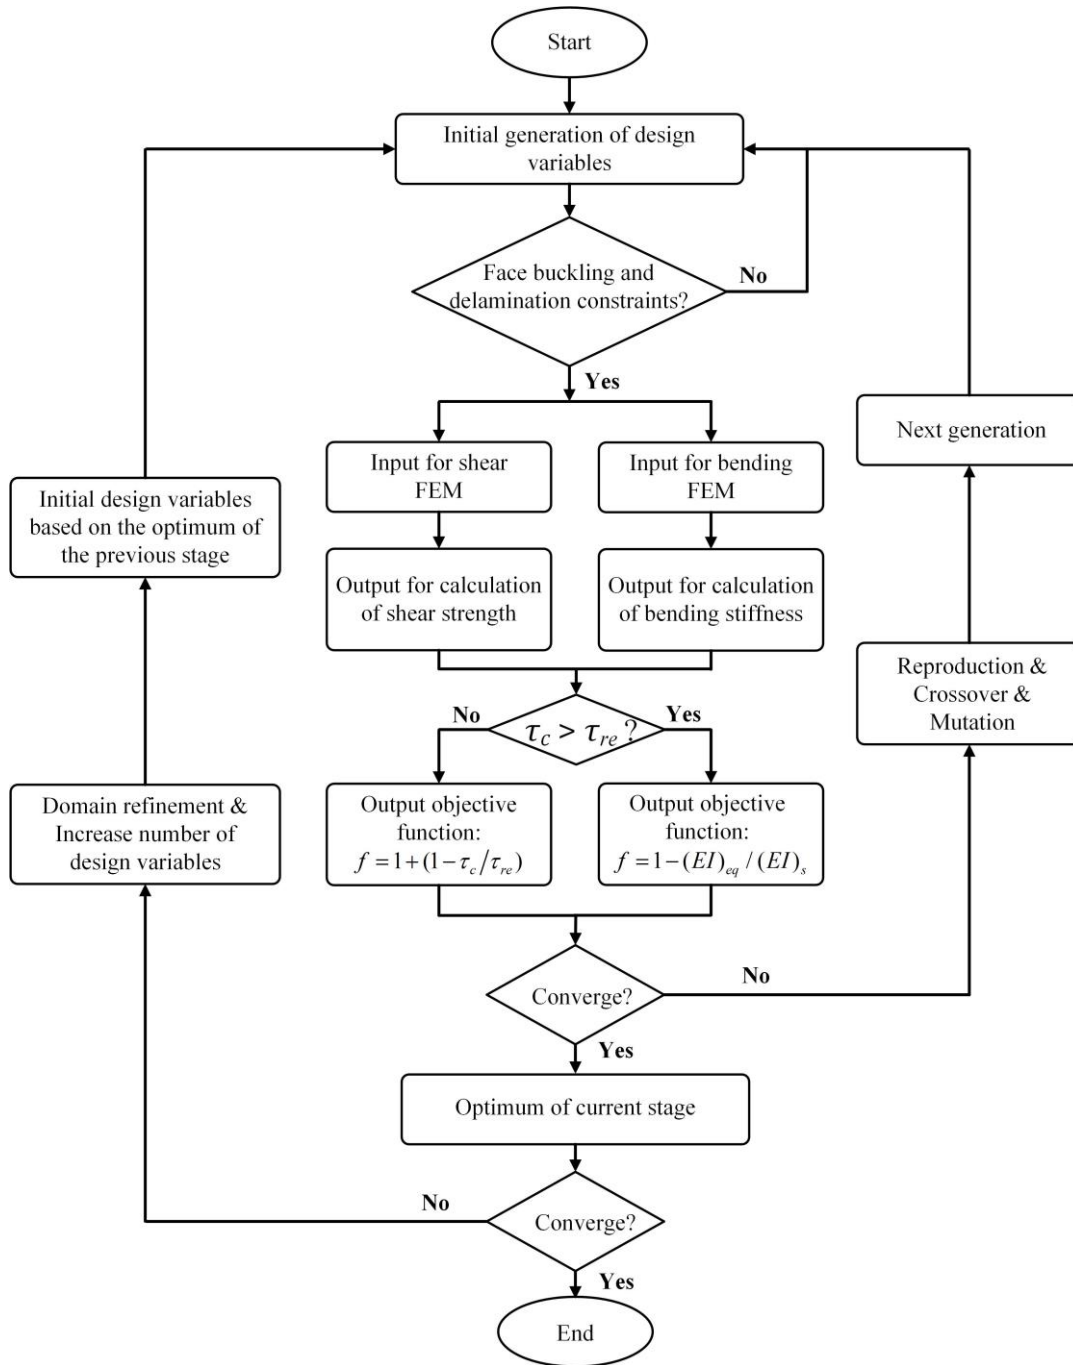 Start
Initial generation of design
variables
Face buckling and
delamination constraints?
No
Yes
Input for shear
FEM
Input for bending
FEM
Next generation
Initial design variables
based on the optimum of
the previous stage
Output for calculation
of shear strength
Output for calculation
of bending stiffness
Reproduction &
Crossover &
Mutation
No
τc > τre ?
Yes
Domain refinement &
Increase number of
design variables
Output objective
function:
f = 1 + (1 − τc/τre)
Output objective
function:
f = 1 − (EI)eq / (EI)s
Converge?
No
Yes
Optimum of current stage
No
Converge?
Yes
End